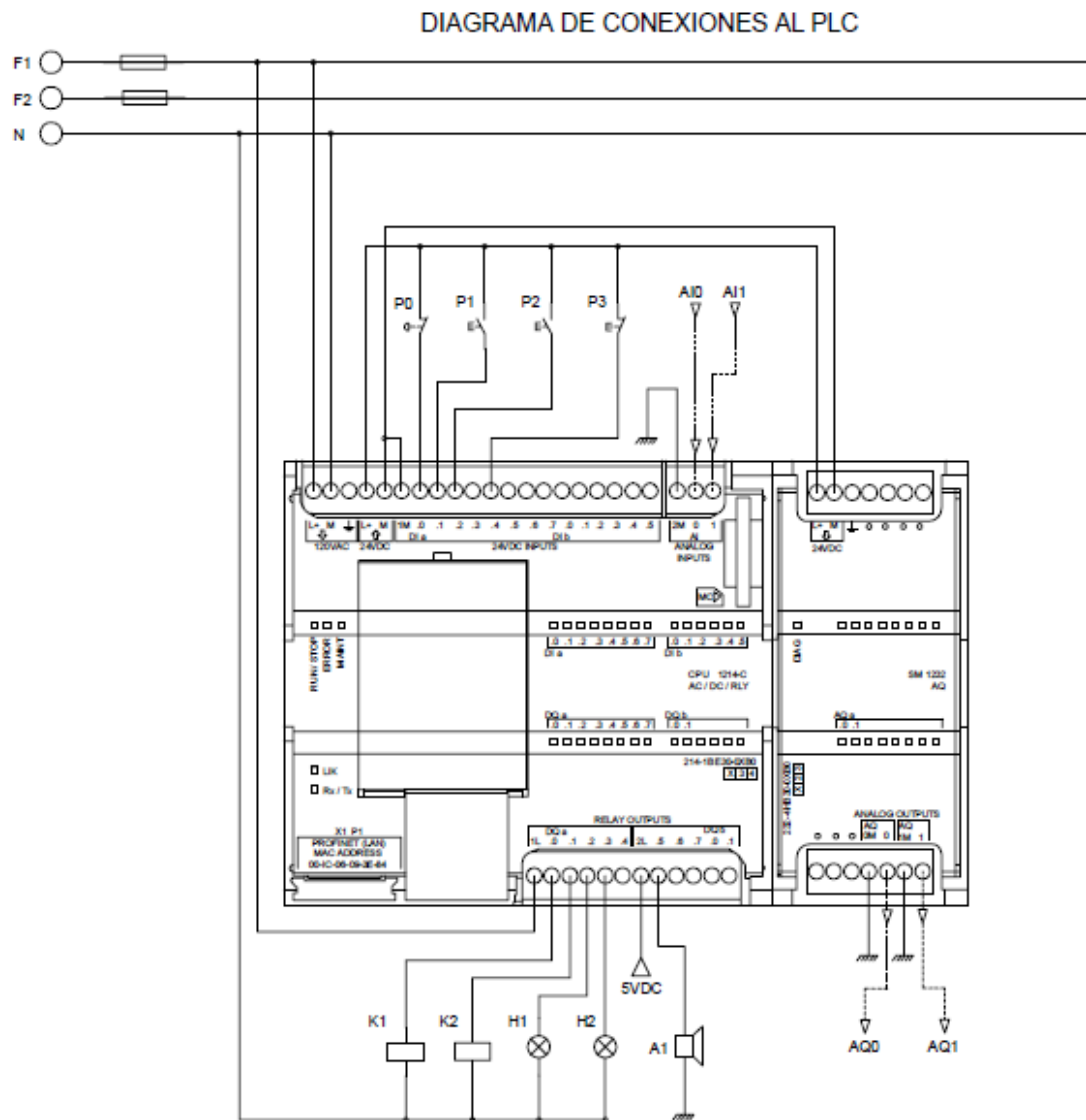 DIAGRAMA DE CONEXIONES AL PLC
F1
F2
N
P0 P1 P2 P3 AI0 AI1
L+ M L+ M 1M .0 .1 .2 .3 .4 .5 .6 .7 .0 .1 .2 .3 .4 .5 2M 0 1
DI a DI b AI
120VAC 24VDC 24VDC INPUTS ANALOG
INPUTS
L+ M
24VDC
MC
RUN / STOP
ERROR
MAINT
.0 .1 .2 .3 .4 .5 .6 .7 .0 .1 .2 .3 .4 .5
DI a DI b
DIAG
CPU 1214-C
AC / DC / RLY
SM 1232
AQ
DQ a DQ b
.0 .1 .2 .3 .4 .5 .6 .7 .0 .1
AQ a
.0 .1
LIK
Rx / Tx
X 3 4
X1 P1
PROFINET (LAN)
MAC ADDRESS
RELAY OUTPUTS
DQ a DQ b
1L .0 .1 .2 .3 .4 2L .5 .6 .7 .0 .1
ANALOG OUTPUTS
AQ AQ
0M 0 1M 1
5VDC
K1 K2 H1 H2 A1
AQ0 AQ1